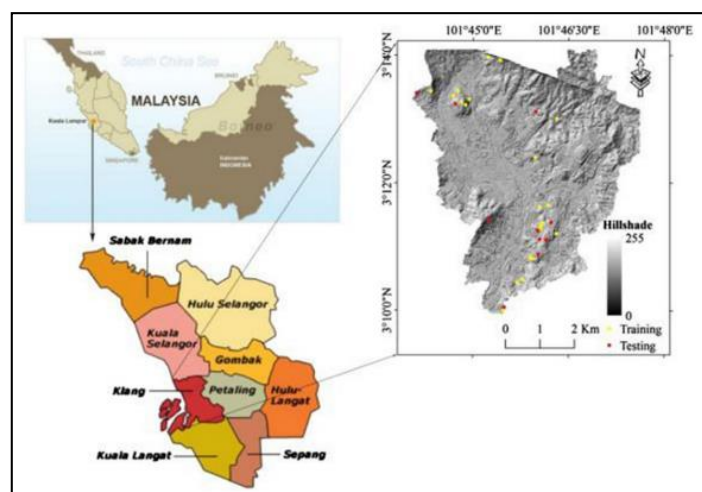 THAILAND
South China Sea
BRUNEI
MALAYSIA
Kuala Lumpur
Borneo
Kalimantan
INDONESIA
SINGAPORE
Sabak Bernam
Hulu Selangor
Kuala
Selangor
Gombak
Klang
Petaling
Hulu-
Langat
Kuala Langat
Sepang
101°45'0"E
101°46'30"E
101°48'0"E
3°14'0"N
3°12'0"N
3°10'0"N
N
Hillshade
255
0
0 1 2 Km
Training
Testing